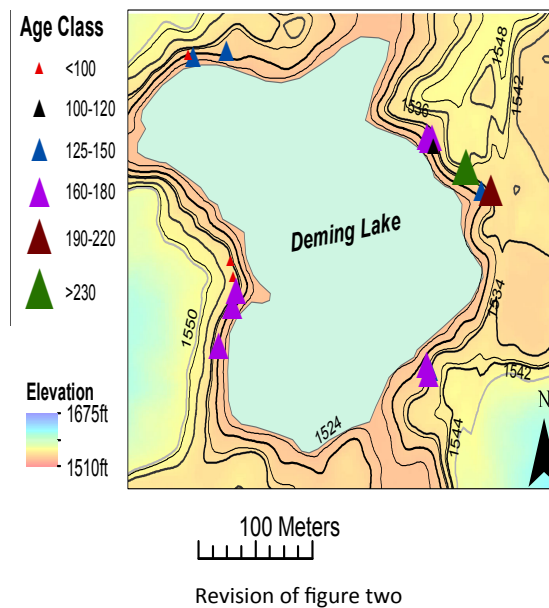 Age Class
<100
100-120
125-150
160-180
190-220
>230
Elevation
1675ft
1510ft
1548
1542
1536
Deming Lake
1534
1550
1542
1524
1544
N
100 Meters
Revision of figure two